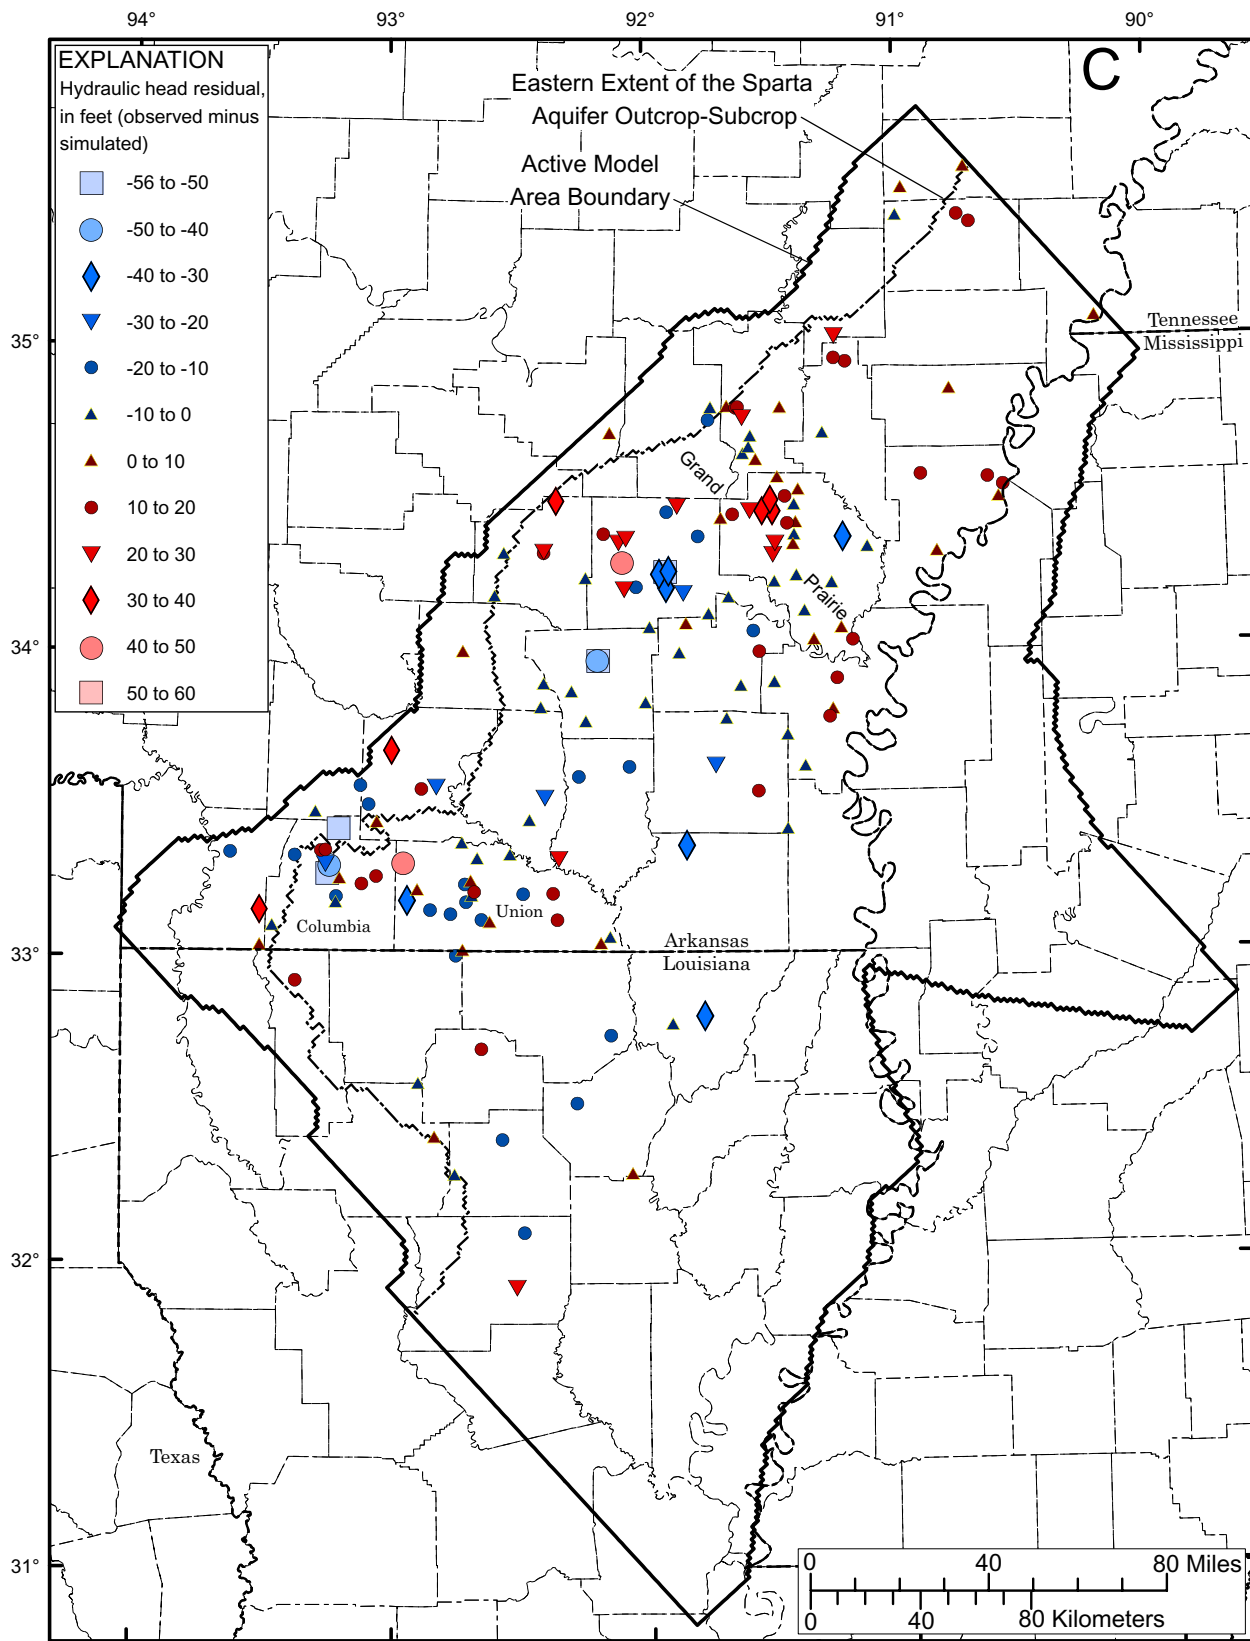 94°
93°
92°
91°
90°
C
EXPLANATION
Hydraulic head residual,
in feet (observed minus
simulated)
-56 to -50
-50 to -40
-40 to -30
-30 to -20
-20 to -10
-10 to 0
0 to 10
10 to 20
20 to 30
30 to 40
40 to 50
50 to 60
Eastern Extent of the Sparta
Aquifer Outcrop-Subcrop
Active Model
Area Boundary
35°
Tennessee
Mississippi
Grand
Prairie
34°
Columbia
Union
33°
Arkansas
Louisiana
32°
Texas
31°
0 40 80 Miles
0 40 80 Kilometers